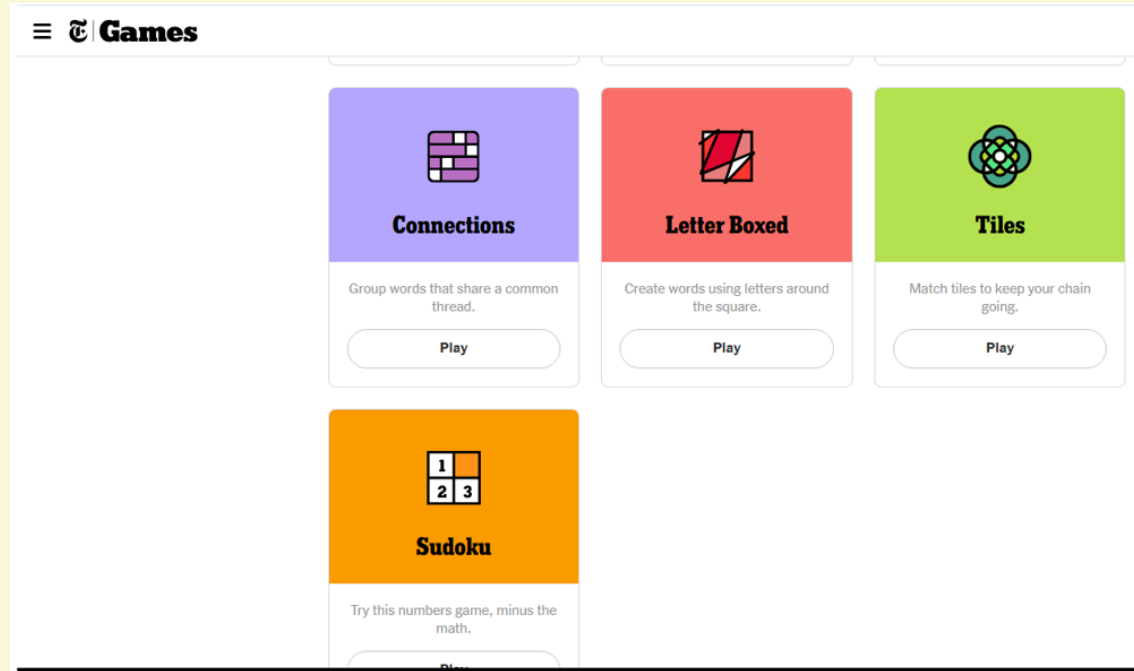 T Games
Connections
Group words that share a common
thread.
Play
Letter Boxed
Create words using letters around
the square.
Play
Tiles
Match tiles to keep your chain
going.
Play
1
2 3
Sudoku
Try this numbers game, minus the
math.
Play